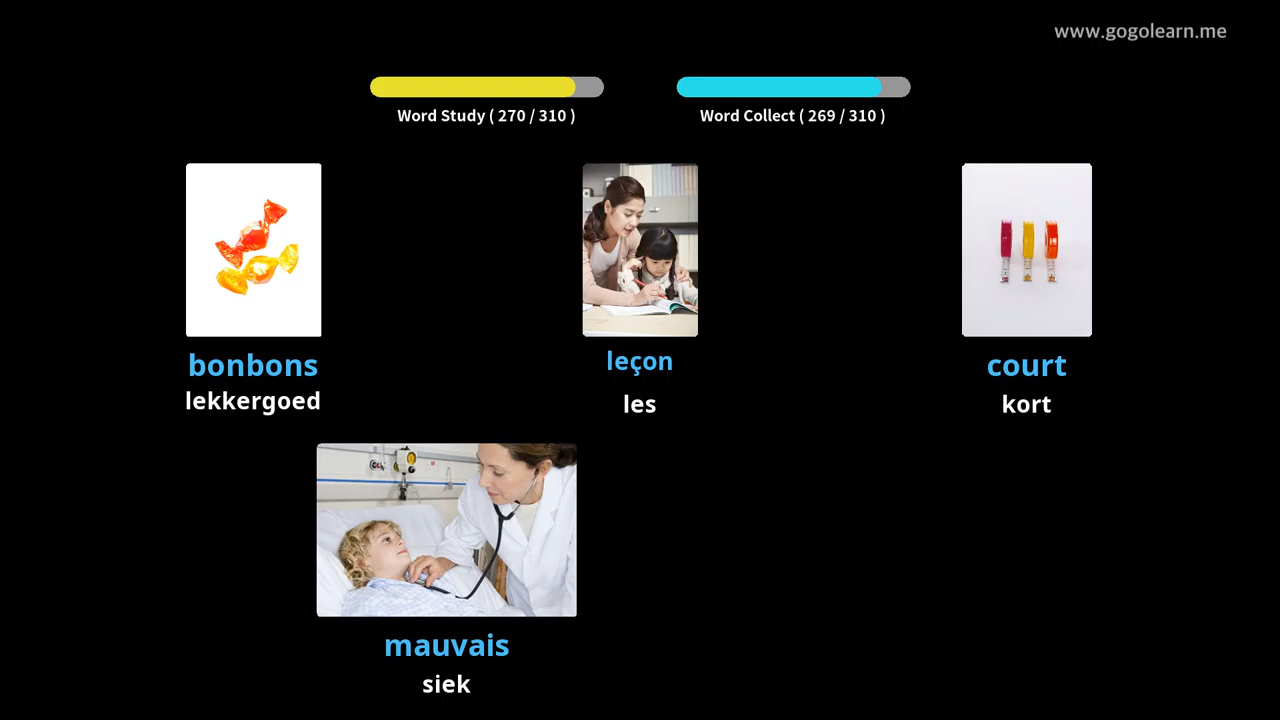 www.gogolearn.me
Word Study ( 270 / 310 )
Word Collect ( 269 / 310 )
bonbons
lekkergoed
leçon
les
court
kort
mauvais
siek